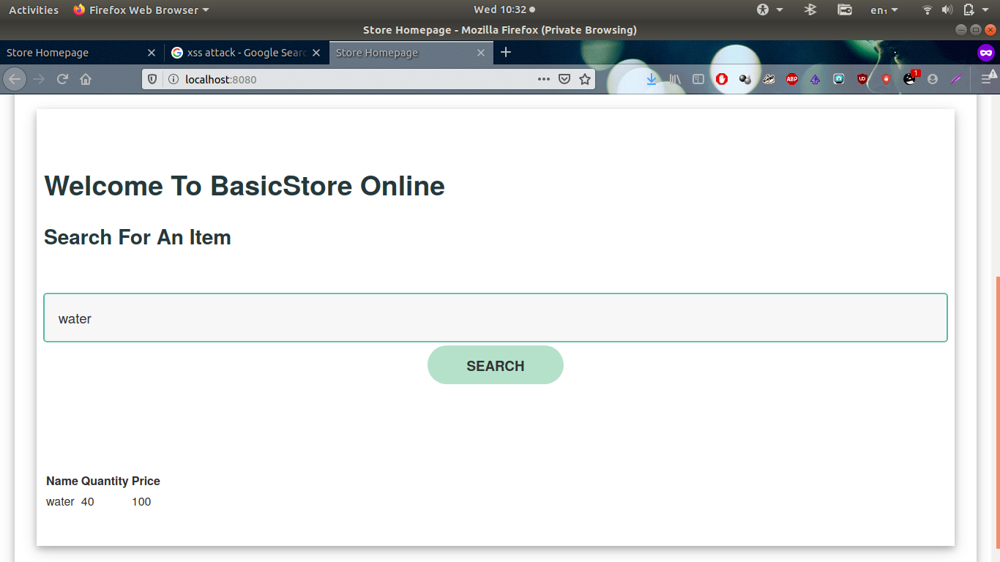 Activities Firefox Web Browser Wed 10:32 en₁
Store Homepage - Mozilla Firefox (Private Browsing)
Store Homepage xss attack - Google Searc Store Homepage
localhost:8080 ABP UD 1
Welcome To BasicStore Online
Search For An Item
water
SEARCH
Name Quantity Price
water 40 100